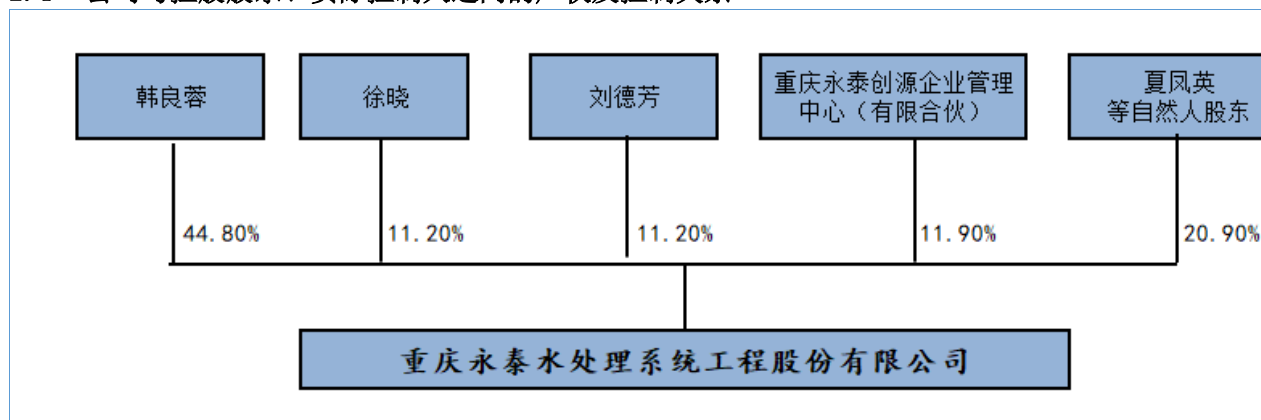 韩良蓉
徐晓
刘德芳
重庆永泰创源企业管理
中心（有限合伙）
夏凤英
等自然人股东
44.80%
11.20%
11.20%
11.90%
20.90%
重庆永泰水处理系统工程股份有限公司